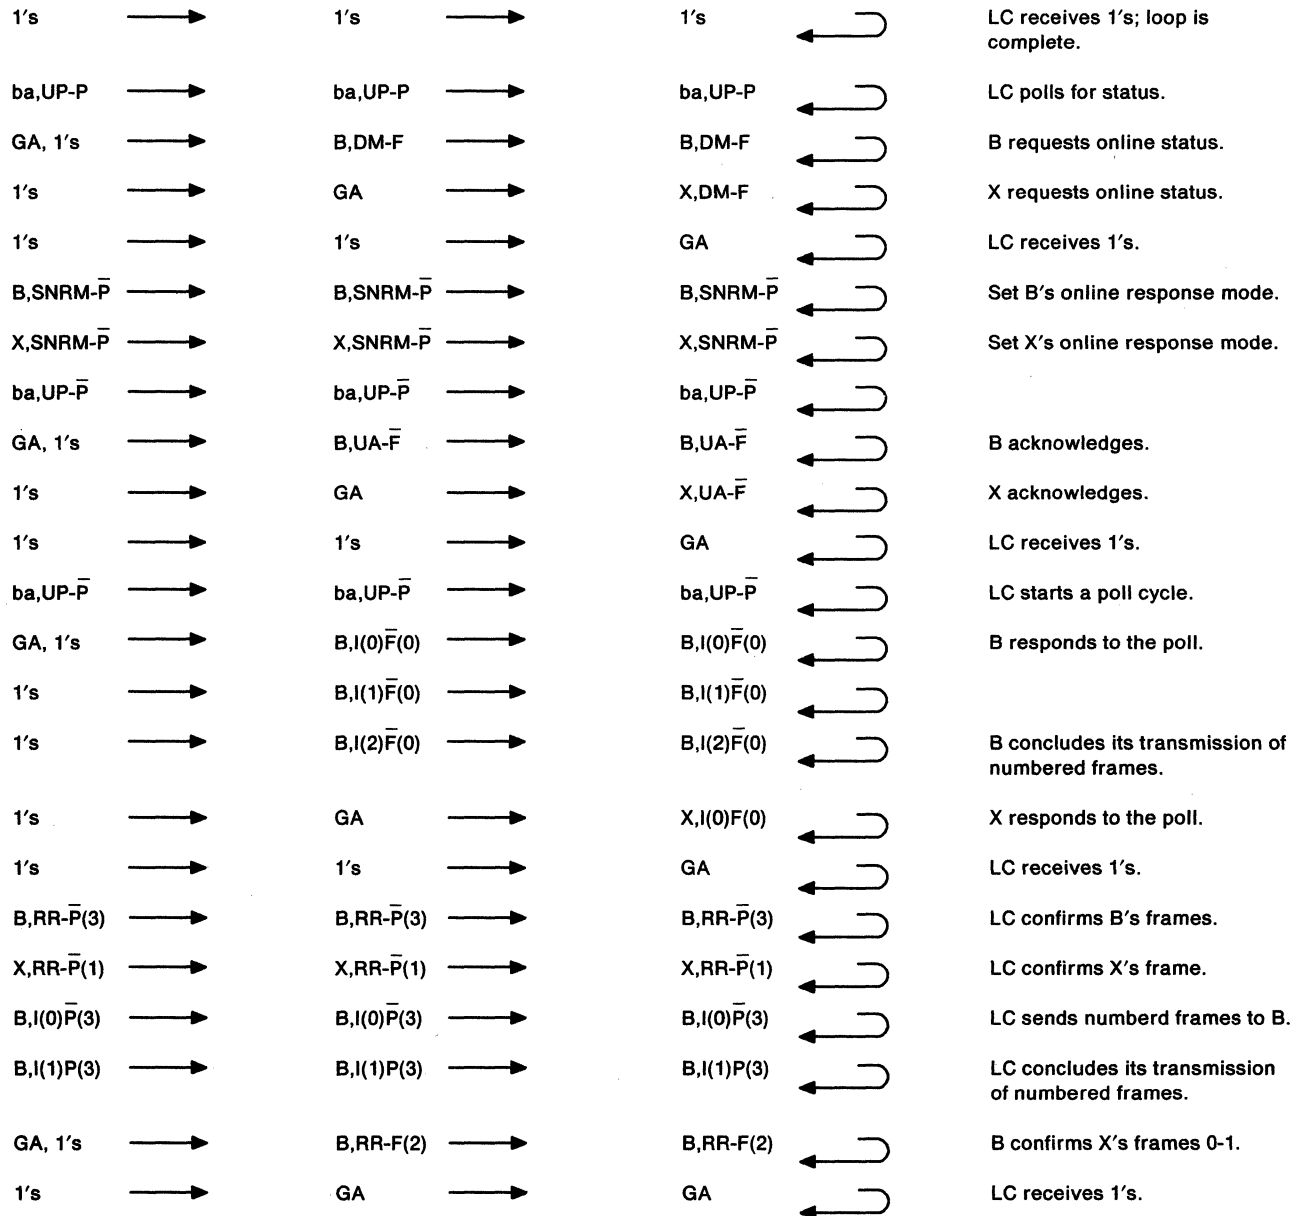 1's 1's 1's LC receives 1's; loop is
complete.
ba,UP-P ba,UP-P ba,UP-P LC polls for status.
GA, 1's B,DM-F B,DM-F B requests online status.
1's GA X,DM-F X requests online status.
1's 1's GA LC receives 1's.
B,SNRM-P̅ B,SNRM-P̅ B,SNRM-P̅ Set B's online response mode.
X,SNRM-P̅ X,SNRM-P̅ X,SNRM-P̅ Set X's online response mode.
ba,UP-P̅ ba,UP-P̅ ba,UP-P̅
GA, 1's B,UA-F̅ B,UA-F̅ B acknowledges.
1's GA X,UA-F̅ X acknowledges.
1's 1's GA LC receives 1's.
ba,UP-P̅ ba,UP-P̅ ba,UP-P̅ LC starts a poll cycle.
GA, 1's B,I(0)F̅(0) B,I(0)F̅(0) B responds to the poll.
1's B,I(1)F̅(0) B,I(1)F̅(0)
1's B,I(2)F̅(0) B,I(2)F̅(0) B concludes its transmission of
numbered frames.
1's GA X,I(0)F(0) X responds to the poll.
1's 1's GA LC receives 1's.
B,RR-P̅(3) B,RR-P̅(3) B,RR-P̅(3) LC confirms B's frames.
X,RR-P̅(1) X,RR-P̅(1) X,RR-P̅(1) LC confirms X's frame.
B,I(0)P̅(3) B,I(0)P̅(3) B,I(0)P̅(3) LC sends numberd frames to B.
B,I(1)P(3) B,I(1)P(3) B,I(1)P(3) LC concludes its transmission
of numbered frames.
GA, 1's B,RR-F(2) B,RR-F(2) B confirms X's frames 0-1.
1's GA GA LC receives 1's.